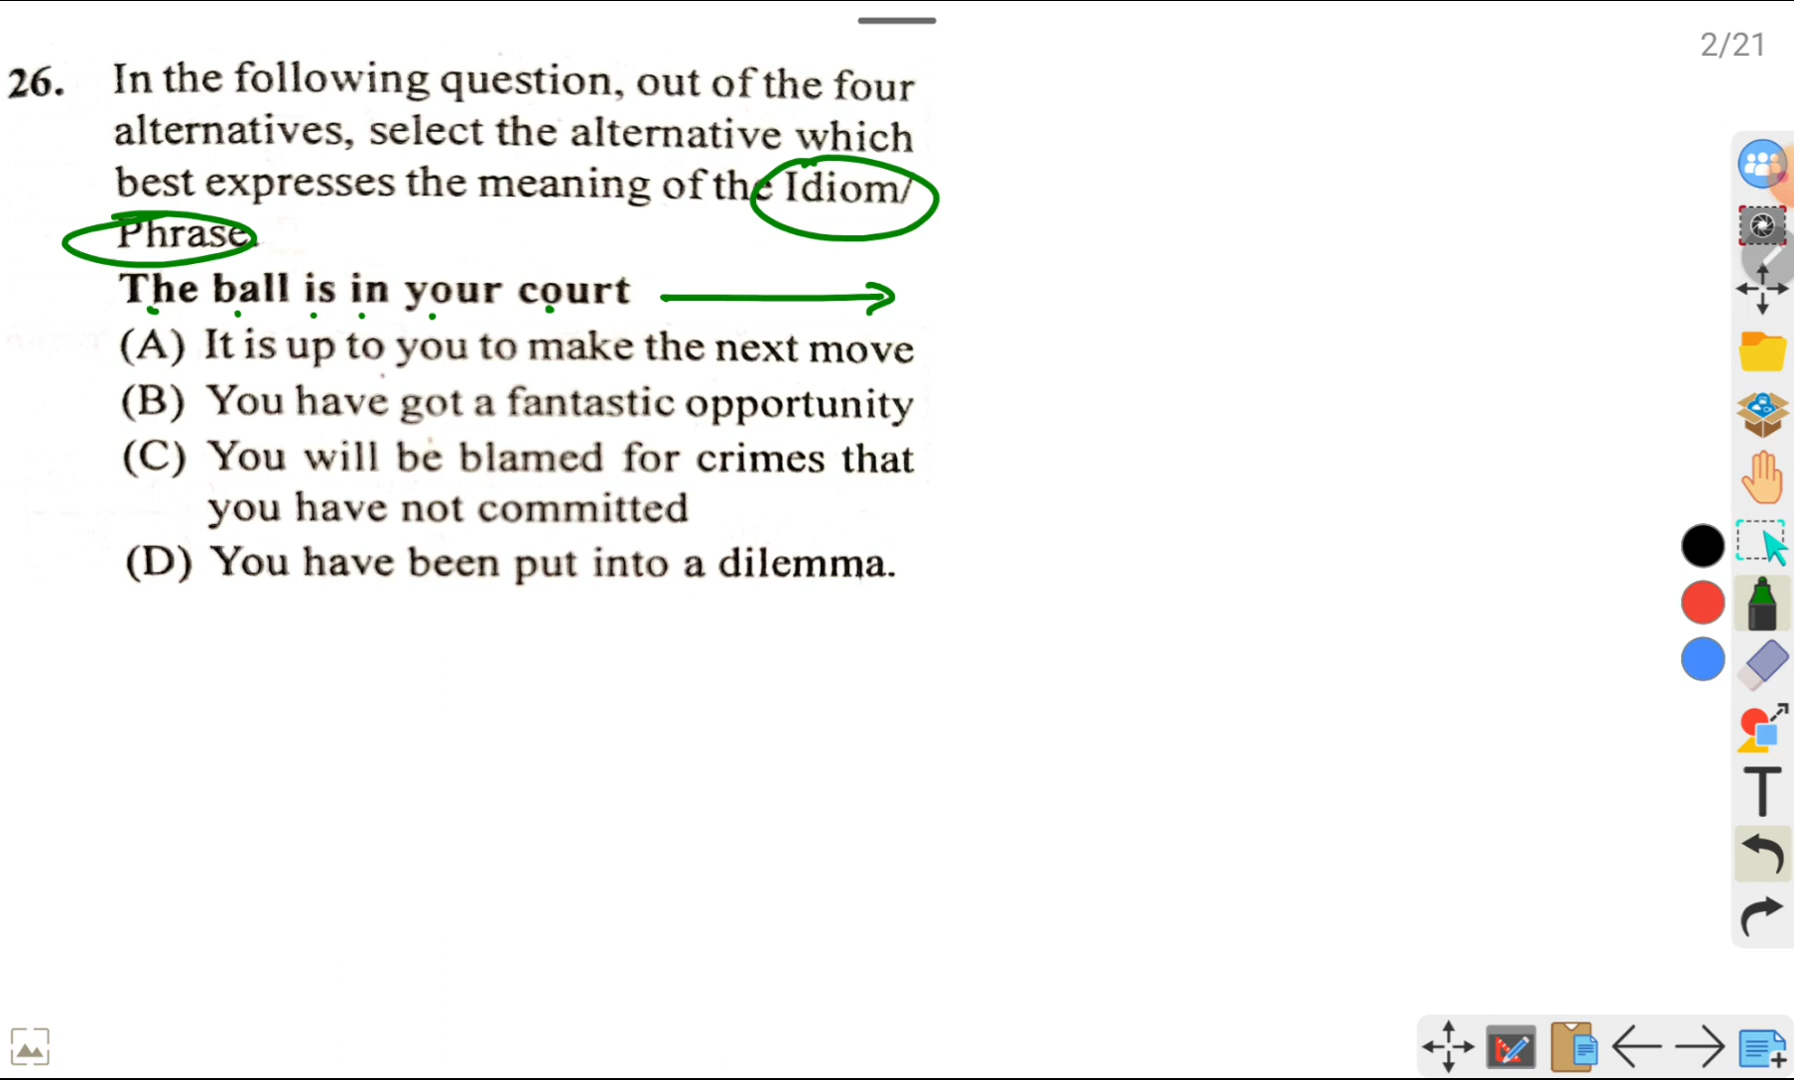 2/21
26. In the following question, out of the four
alternatives, select the alternative which
best expresses the meaning of the Idiom/
Phrase.
The ball is in your court
(A) It is up to you to make the next move
(B) You have got a fantastic opportunity
(C) You will be blamed for crimes that
you have not committed
(D) You have been put into a dilemma.
T